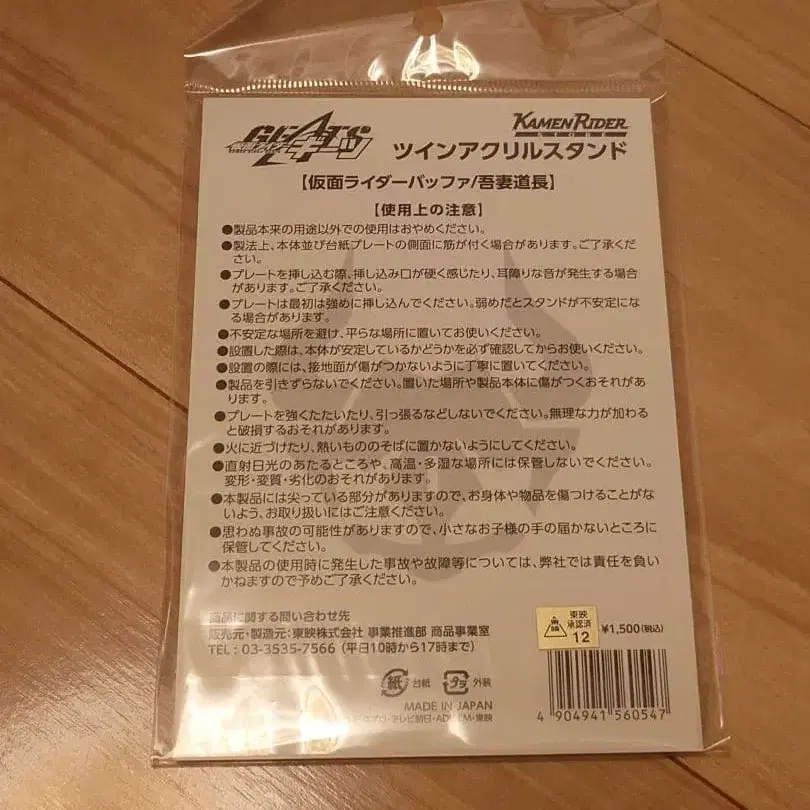 GEATS
仮面ライダー
ギーツ
KAMEN RIDER
STORE
ツインアクリルスタンド
【仮面ライダーバッファ/吾妻道長】
【使用上の注意】
●製品本来の用途以外での使用はおやめください。
●製法上、本体並び台紙プレートの側面に筋が付く場合があります。ご了承くだ
さい。
●プレートを挿し込む際、挿し込み口が硬く感じたり、耳障りな音が発生する場合
があります。ご了承ください。
●プレートは最初は強めに挿し込んでください。弱めだとスタンドが不安定にな
る場合があります。
●不安定な場所を避け、平らな場所に置いてお使いください。
●設置した際は、本体が安定しているかどうかを必ず確認してからお使いください。
●設置の際には、接地面が傷がつかないように丁寧に置いてください。
●製品を引きずらないでください。置いた場所や製品本体に傷がつくおそれがあ
ります。
●プレートを強くたたいたり、引っ張るなどしないでください。無理な力が加わる
と破損するおそれがあります。
●火に近づけたり、熱いもののそばに置かないようにしてください。
●直射日光のあたるところや、高温・多湿な場所には保管しないでください。
変形・変質・劣化のおそれがあります。
●本製品には尖っている部分がありますので、お身体や物品を傷つけることがな
いよう、お取り扱いにはご注意ください。
●思わぬ事故の可能性がありますので、小さなお子様の手の届かないところに
保管してください。
●本製品の使用時に発生した事故や故障等については、弊社では責任を負い
かねますので予めご了承ください。
商品に関する問い合わせ先
販売元・製造元：東映株式会社 事業推進部 商品事業室
TEL：03-3535-7566（平日10時から17時まで）
東映
東映
承認済
12
¥1,500(税込)
紙 台紙
プラ 外装
MADE IN JAPAN
プロ・テレビ朝日・ADK EM・東映
4 904941 560547